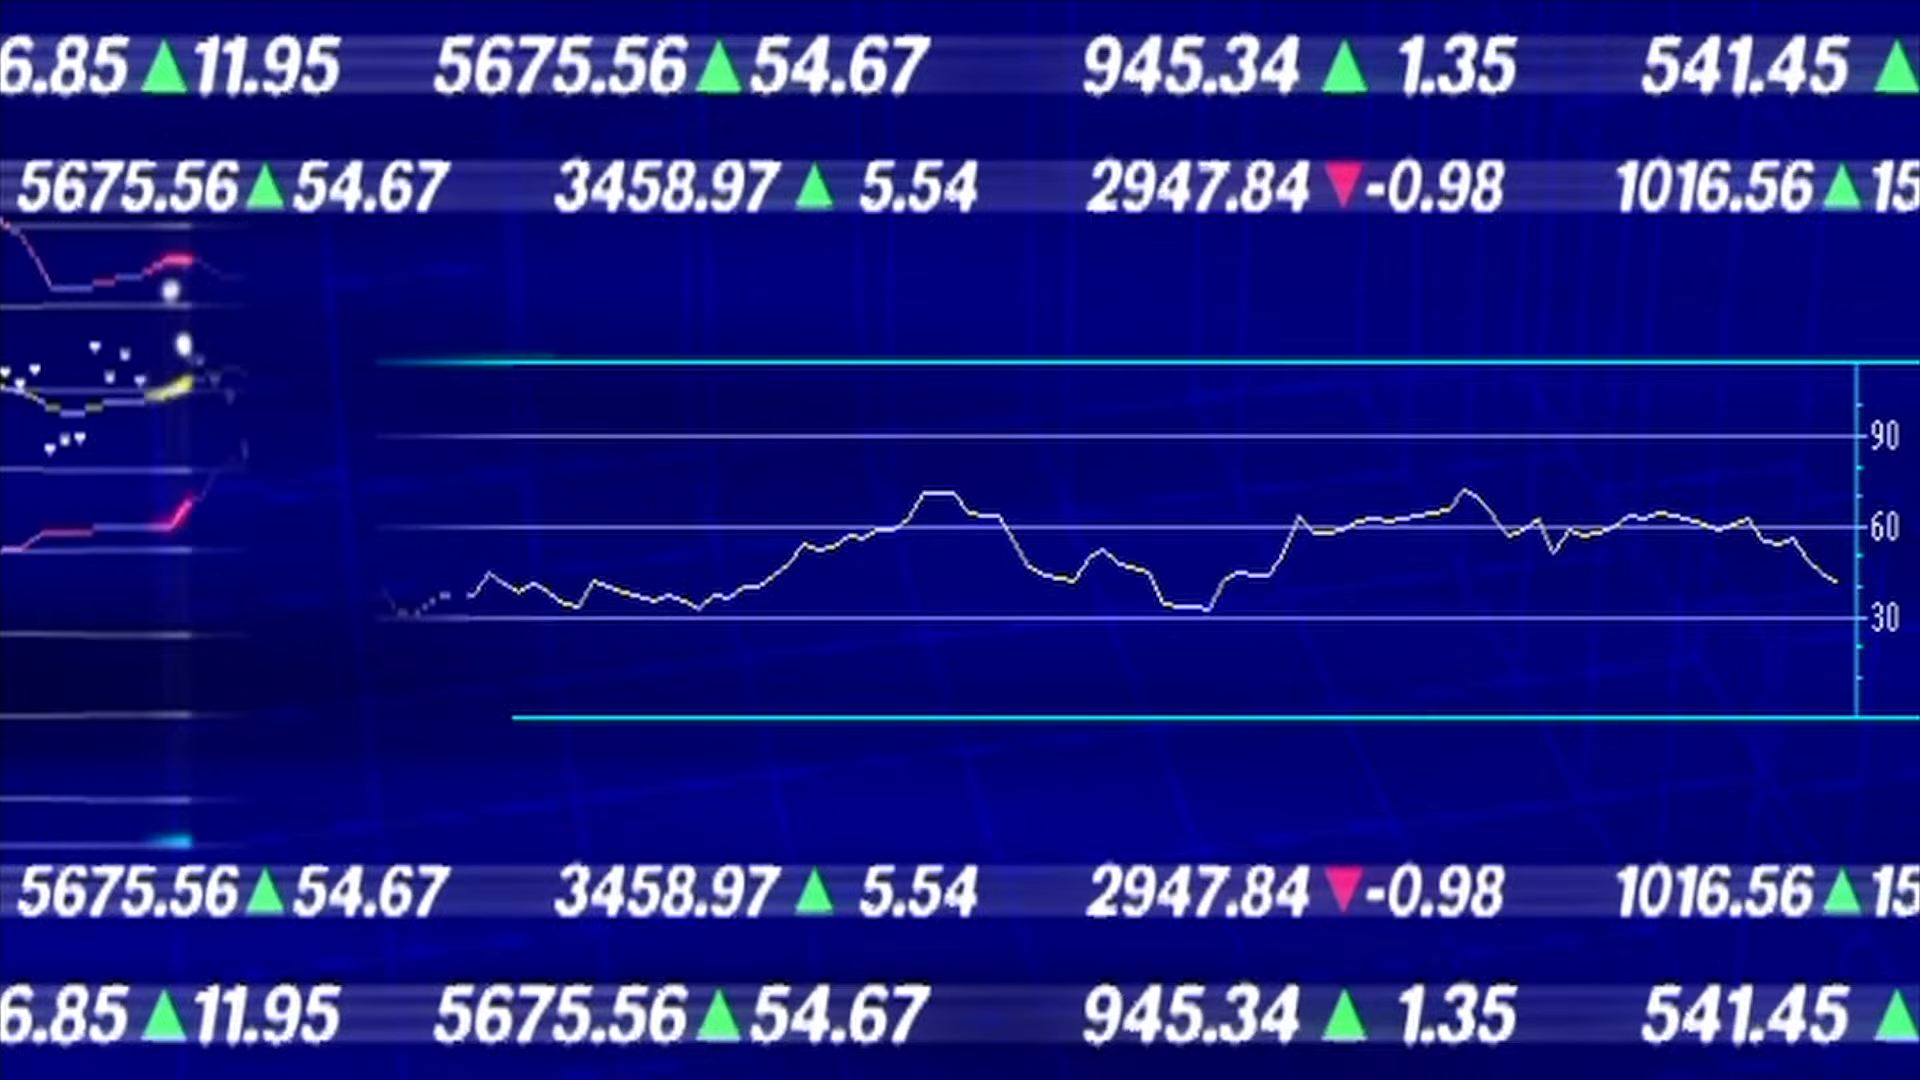 6.85 ▲ 11.95 5675.56 ▲ 54.67 945.34 ▲ 1.35 541.45 ▲
5675.56 ▲ 54.67 3458.97 ▲ 5.54 2947.84 ▼ -0.98 1016.56 ▲ 15
90
60
30
5675.56 ▲ 54.67 3458.97 ▲ 5.54 2947.84 ▼ -0.98 1016.56 ▲ 15
6.85 ▲ 11.95 5675.56 ▲ 54.67 945.34 ▲ 1.35 541.45 ▲